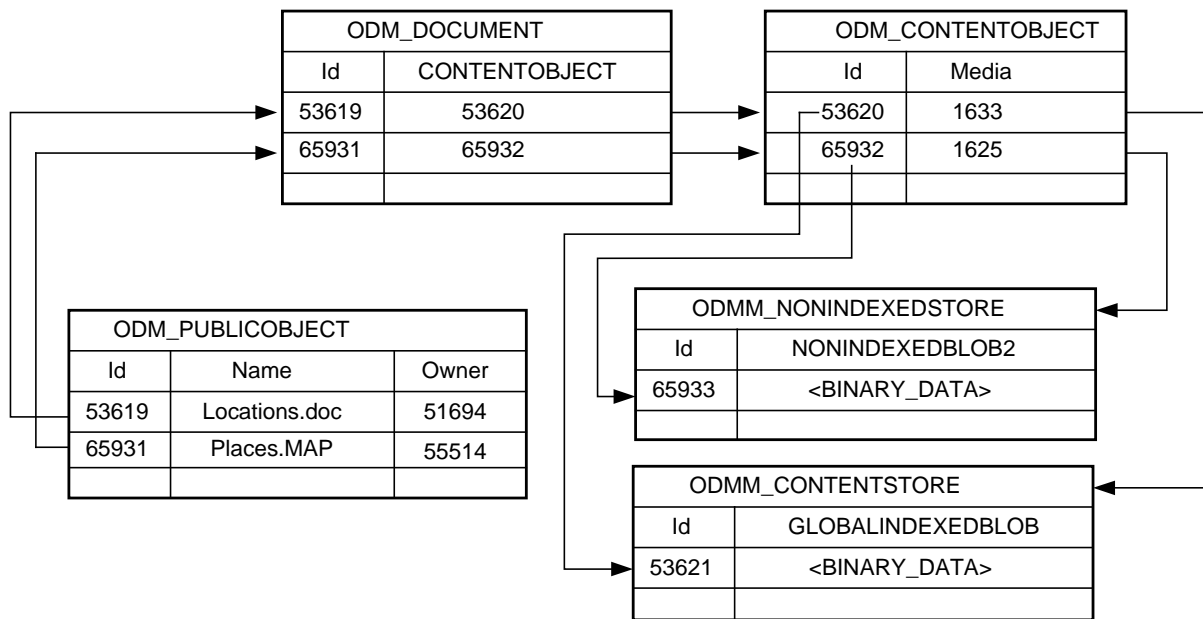 ODM_DOCUMENT
Id CONTENTOBJECT
53619 53620
65931 65932
ODM_CONTENTOBJECT
Id Media
53620 1633
65932 1625
ODM_PUBLICOBJECT
Id Name Owner
53619 Locations.doc 51694
65931 Places.MAP 55514
ODMM_NONINDEXEDSTORE
Id NONINDEXEDBLOB2
65933 <BINARY_DATA>
ODMM_CONTENTSTORE
Id GLOBALINDEXEDBLOB
53621 <BINARY_DATA>